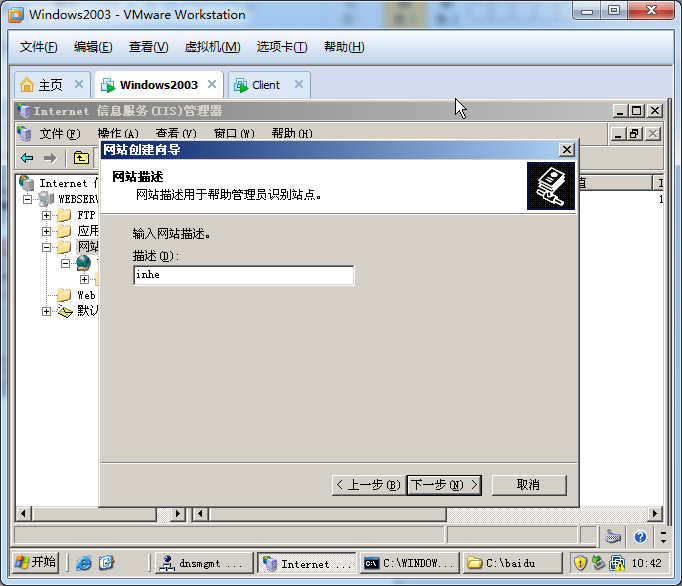 Windows2003 - VMware Workstation
文件(F) 编辑(E) 查看(V) 虚拟机(M) 选项卡(T) 帮助(H)
主页 Windows2003 Client
Internet 信息服务(IIS)管理器
文件(F) 操作(A) 查看(V) 窗口(W) 帮助(H)
网站创建向导
网站描述
网站描述用于帮助管理员识别站点。
Internet
WEBSERV
FTP
应用
网站
Web
默认
值
1
输入网站描述。
描述(D):
inhe
< 上一步(B) 下一步(N) > 取消
开始 dnsmgmt ... Internet ... C:\WINDOW... C:\baidu 10:42